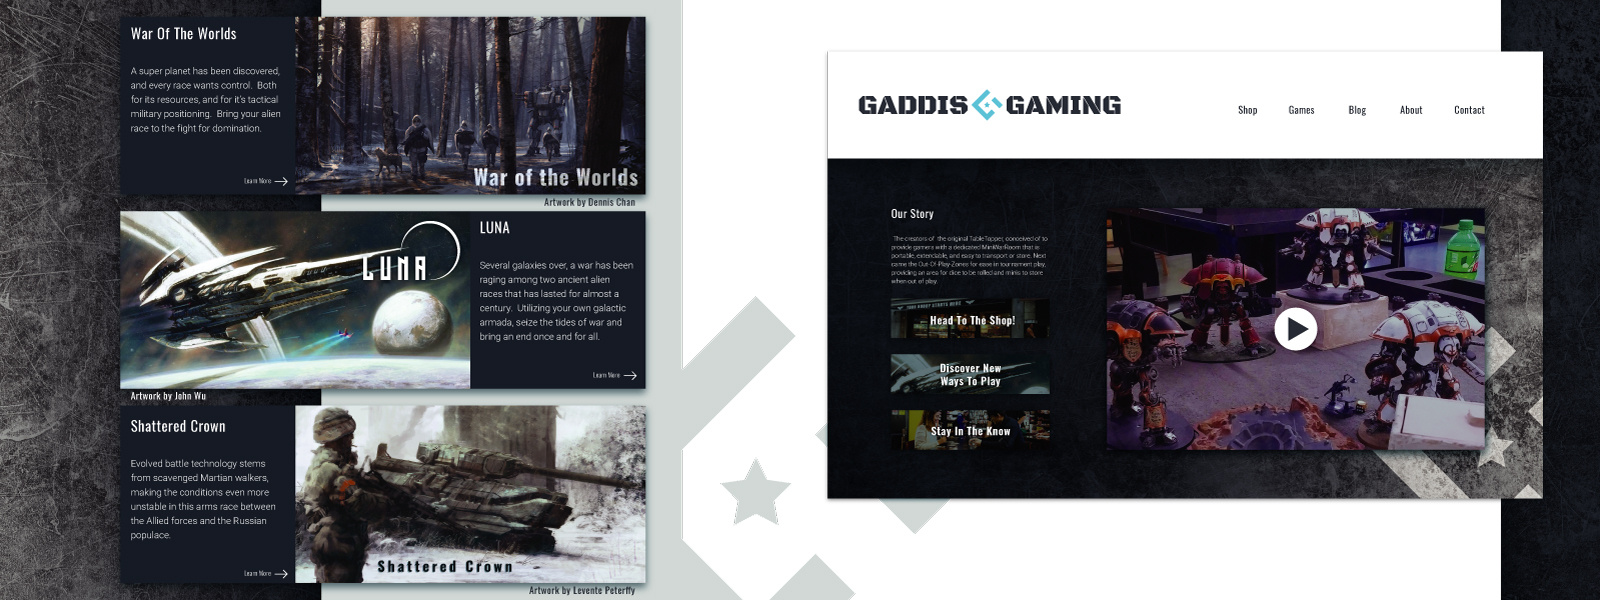 War Of The Worlds
A super planet has been discovered,
and every race wants control. Both
for its resources, and for it's tactical
military positioning. Bring your alien
race to the fight for domination.
Learn More
War of the Worlds
Artwork by Dennis Chan
LUNA
LUNA
Several galaxies over, a war has been
raging among two ancient alien
races that has lasted for almost a
century. Utilizing your own galactic
armada, seize the tides of war and
bring an end once and for all.
Learn More
Artwork by John Wu
Shattered Crown
Evolved battle technology stems
from scavenged Martian walkers,
making the conditions even more
unstable in this arms race between
the Allied forces and the Russian
populace.
Learn More
Shattered Crown
Artwork by Levente Peterffy
GADDIS GAMING
Shop Games Blog About Contact
Our Story
The creators of the original TableTopper, conceived of to
provide gamers with a dedicated MiniWarRoom that is
portable, extendable, and easy to transport or store. Next
came the Out-Of-Play-Zones for ease in tournament play,
providing an area for dice to be rolled and minis to store
when out of play.
Head To The Shop!
Discover New
Ways To Play
Stay In The Know